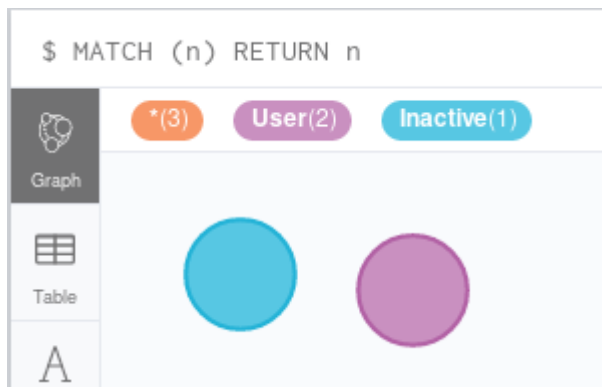 $ MATCH (n) RETURN n
*(3) User(2) Inactive(1)
Graph
Table
A